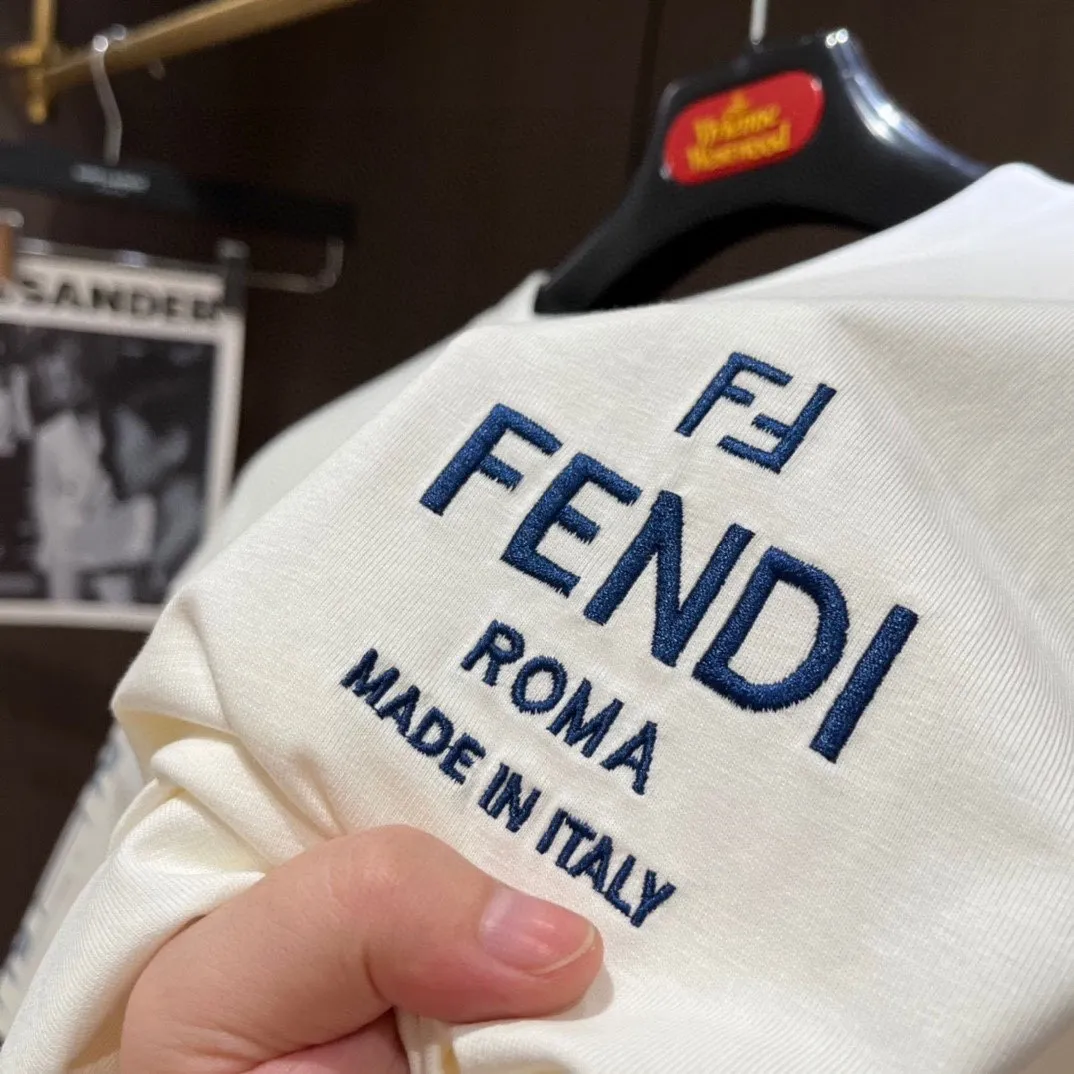 Vivienne
Westwood
SANDER
FF
FENDI
ROMA
MADE IN ITALY